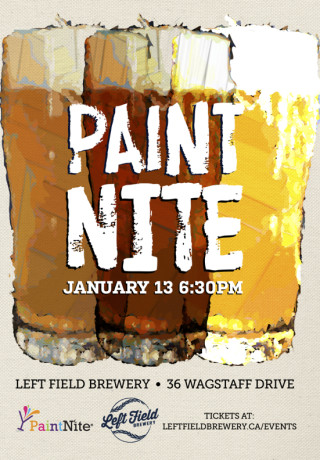 PAINT
NITE
JANUARY 13 6:30PM
LEFT FIELD BREWERY • 36 WAGSTAFF DRIVE
PaintNite®
Left Field
BREWERY
TICKETS AT:
LEFTFIELDBREWERY.CA/EVENTS